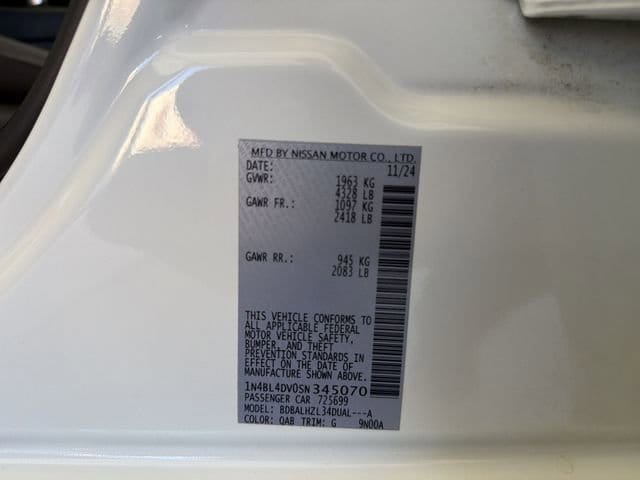 MFD BY NISSAN MOTOR CO., LTD.
DATE: 11/24
GVWR: 1963 KG
4328 LB
GAWR FR.: 1097 KG
2418 LB
GAWR RR.: 945 KG
2083 LB
THIS VEHICLE CONFORMS TO
ALL APPLICABLE FEDERAL
MOTOR VEHICLE SAFETY,
BUMPER, AND THEFT
PREVENTION STANDARDS IN
EFFECT ON THE DATE OF
MANUFACTURE SHOWN ABOVE.
1N4BL4DV0SN345070
PASSENGER CAR 725699
MODEL: BDBALHZL34DUAL---A
COLOR: QAB TRIM: G 9N00A